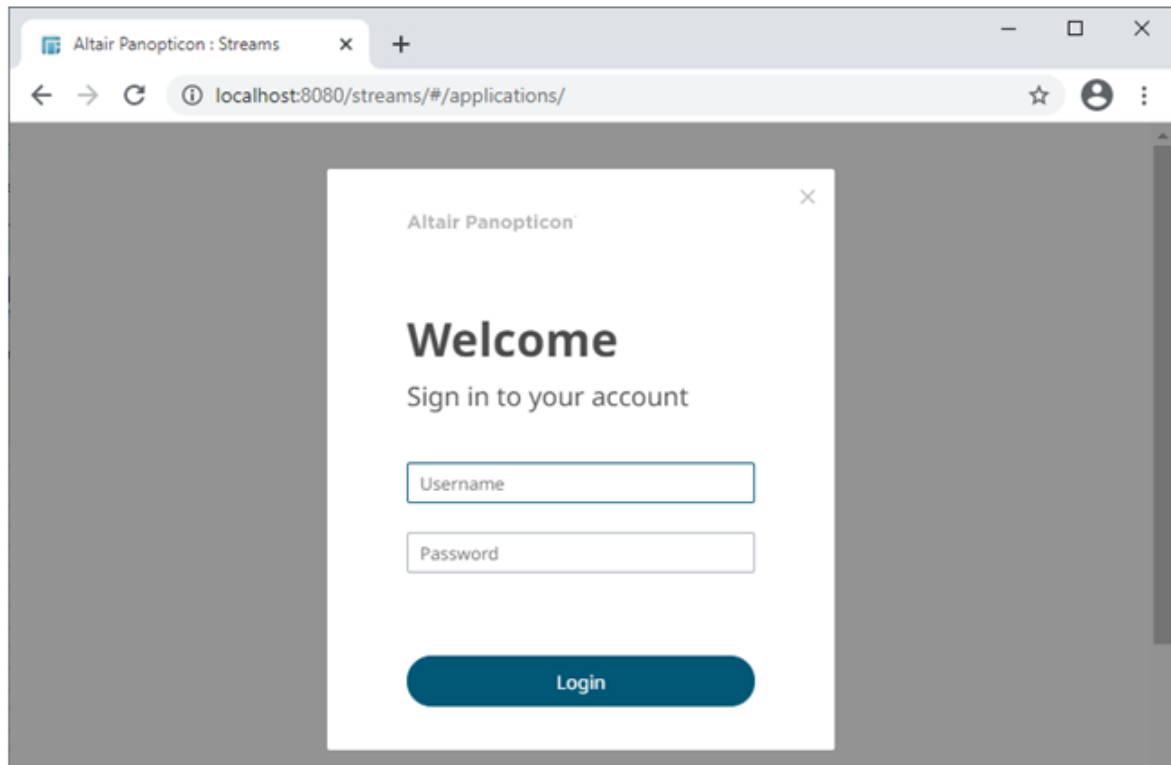 Altair Panopticon : Streams
localhost:8080/streams/#/applications/
Altair Panopticon
Welcome
Sign in to your account
Username
Password
Login